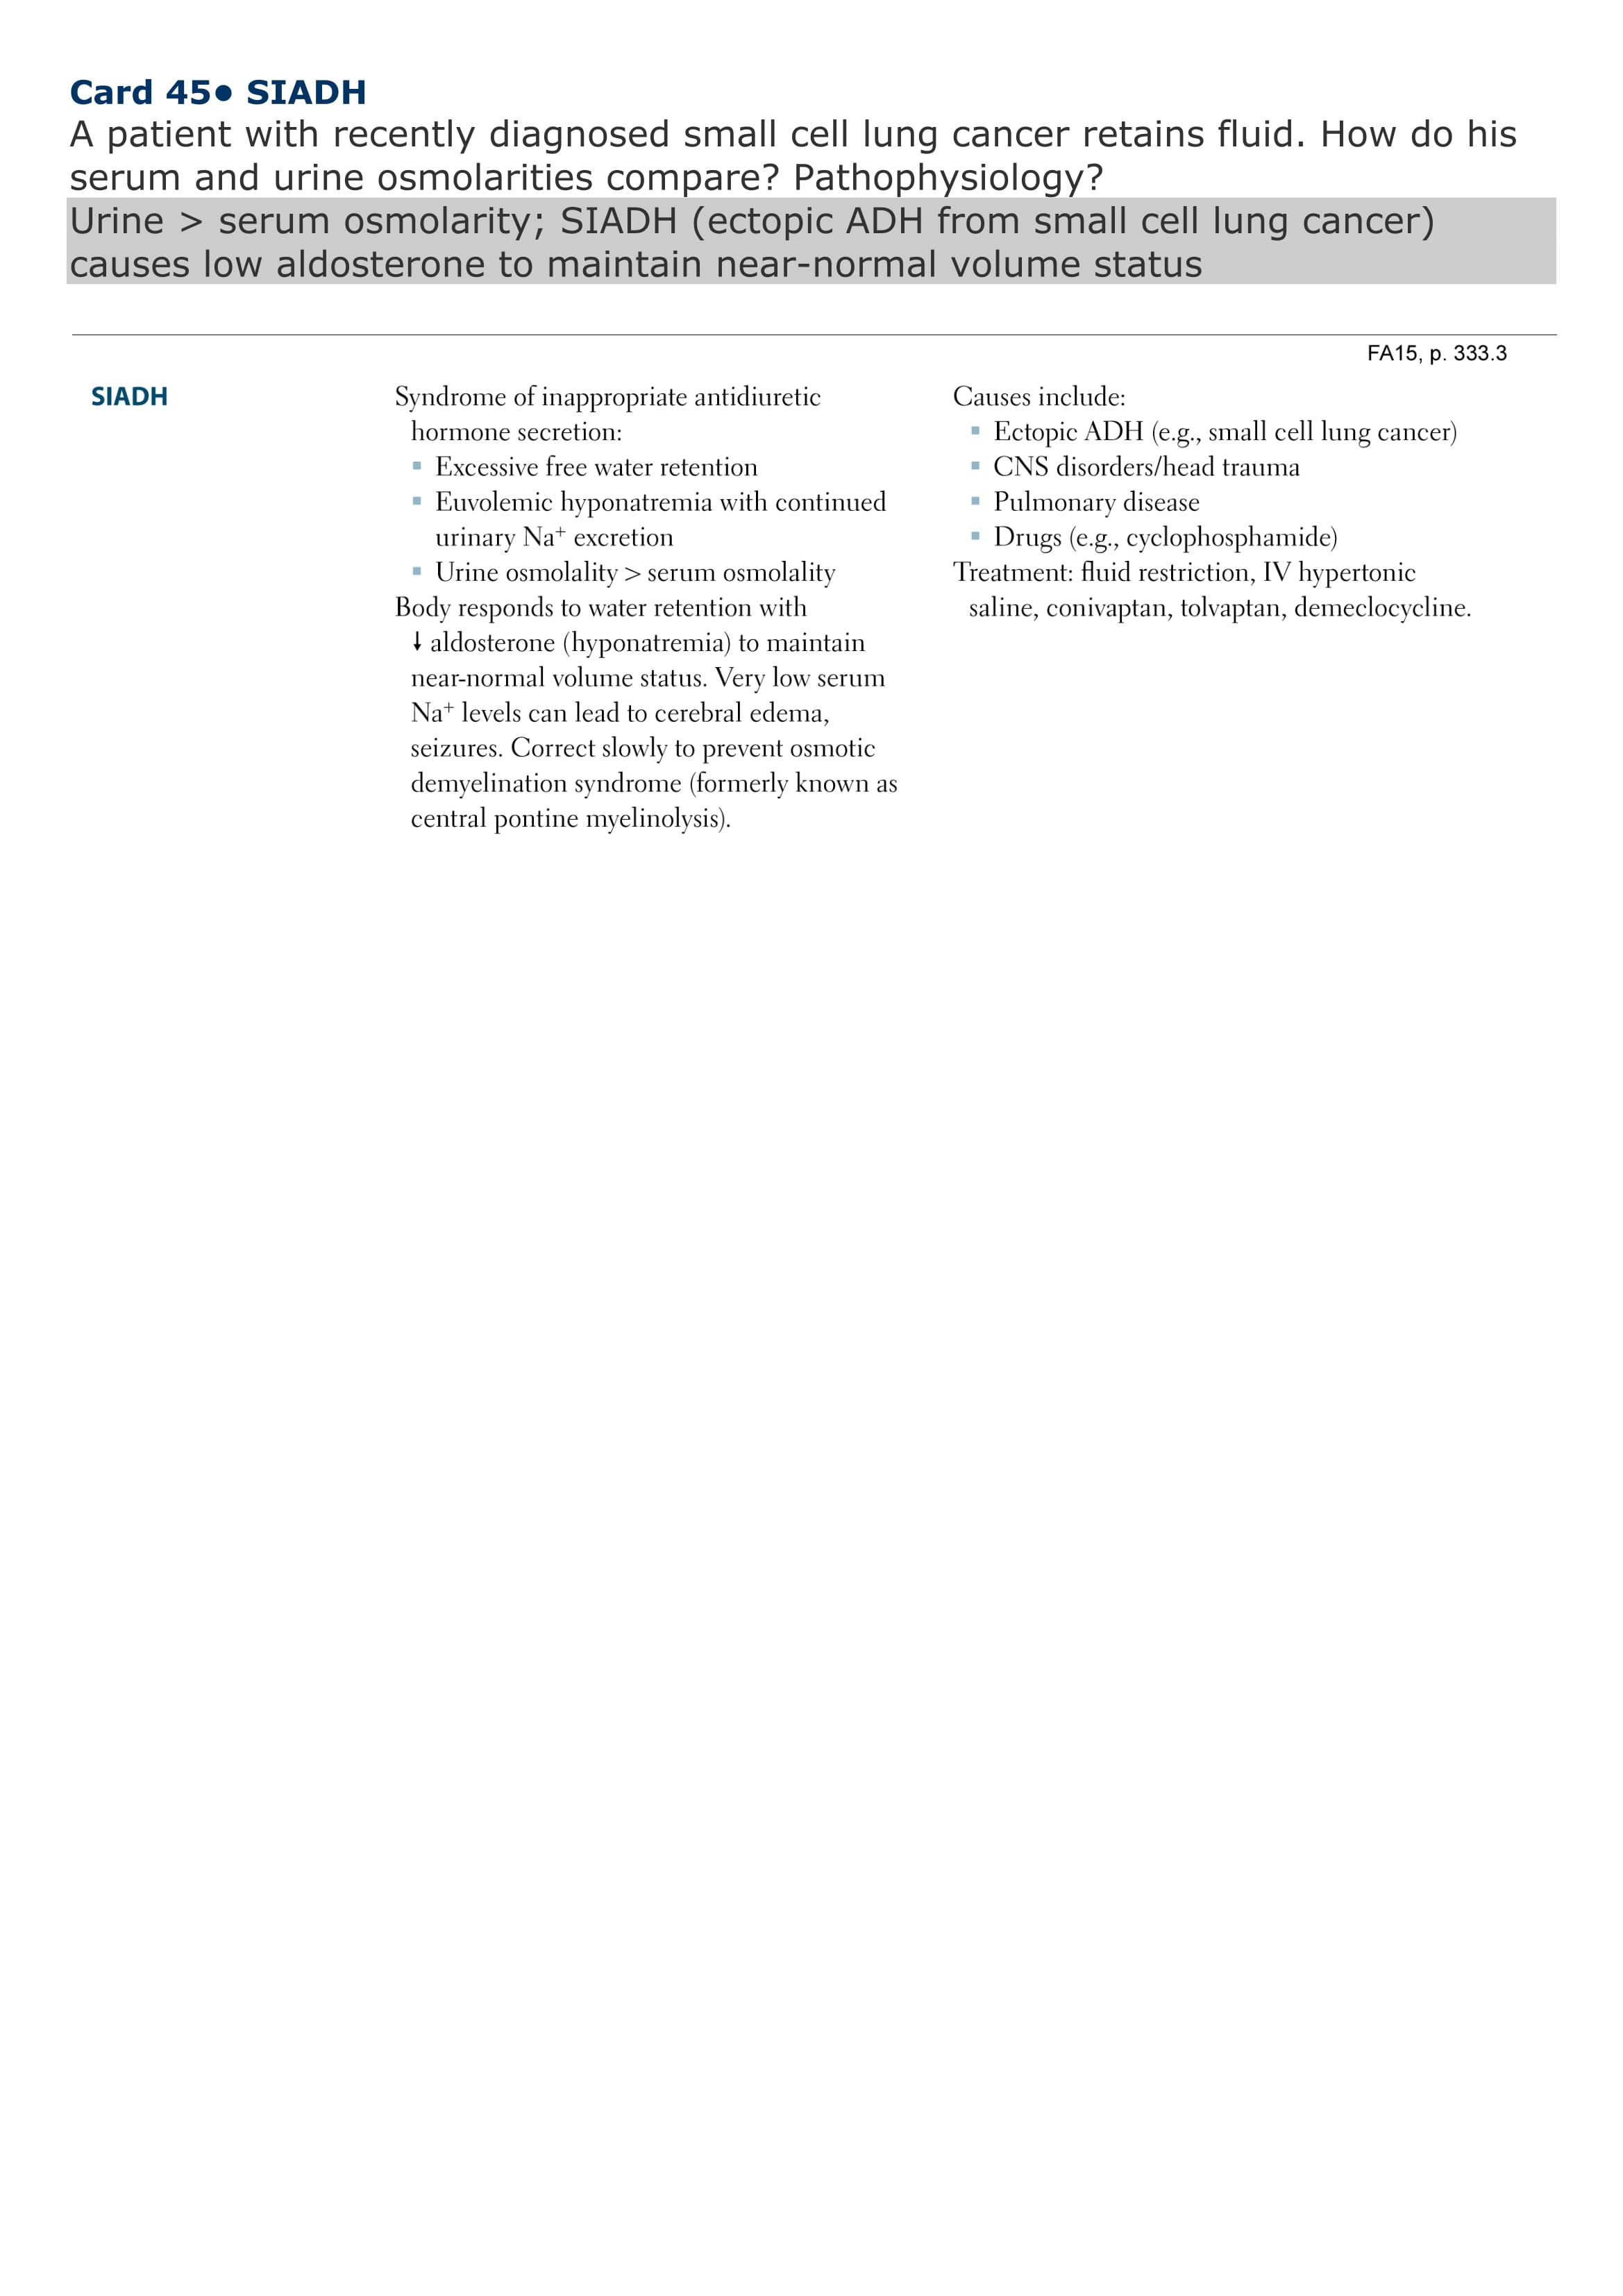 Card 45● SIADH
A patient with recently diagnosed small cell lung cancer retains fluid. How do his
serum and urine osmolarities compare? Pathophysiology?
Urine > serum osmolarity; SIADH (ectopic ADH from small cell lung cancer)
causes low aldosterone to maintain near-normal volume status
FA15, p. 333.3
SIADH
Syndrome of inappropriate antidiuretic
hormone secretion:
▪ Excessive free water retention
▪ Euvolemic hyponatremia with continued
urinary Na⁺ excretion
▪ Urine osmolality > serum osmolality
Body responds to water retention with
↓ aldosterone (hyponatremia) to maintain
near-normal volume status. Very low serum
Na⁺ levels can lead to cerebral edema,
seizures. Correct slowly to prevent osmotic
demyelination syndrome (formerly known as
central pontine myelinolysis).
Causes include:
▪ Ectopic ADH (e.g., small cell lung cancer)
▪ CNS disorders/head trauma
▪ Pulmonary disease
▪ Drugs (e.g., cyclophosphamide)
Treatment: fluid restriction, IV hypertonic
saline, conivaptan, tolvaptan, demeclocycline.